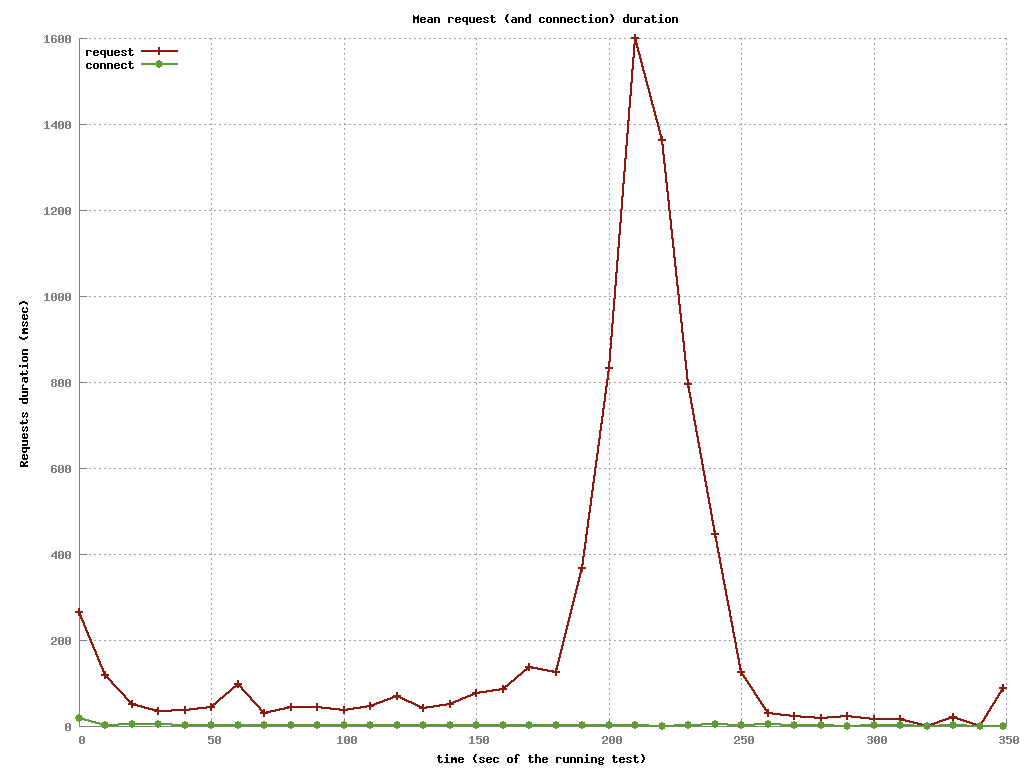 Mean request (and connection) duration
1600
request
connect
1400
1200
1000
800
600
400
200
0
Requests duration (msec)
0 50 100 150 200 250 300 350
time (sec of the running test)